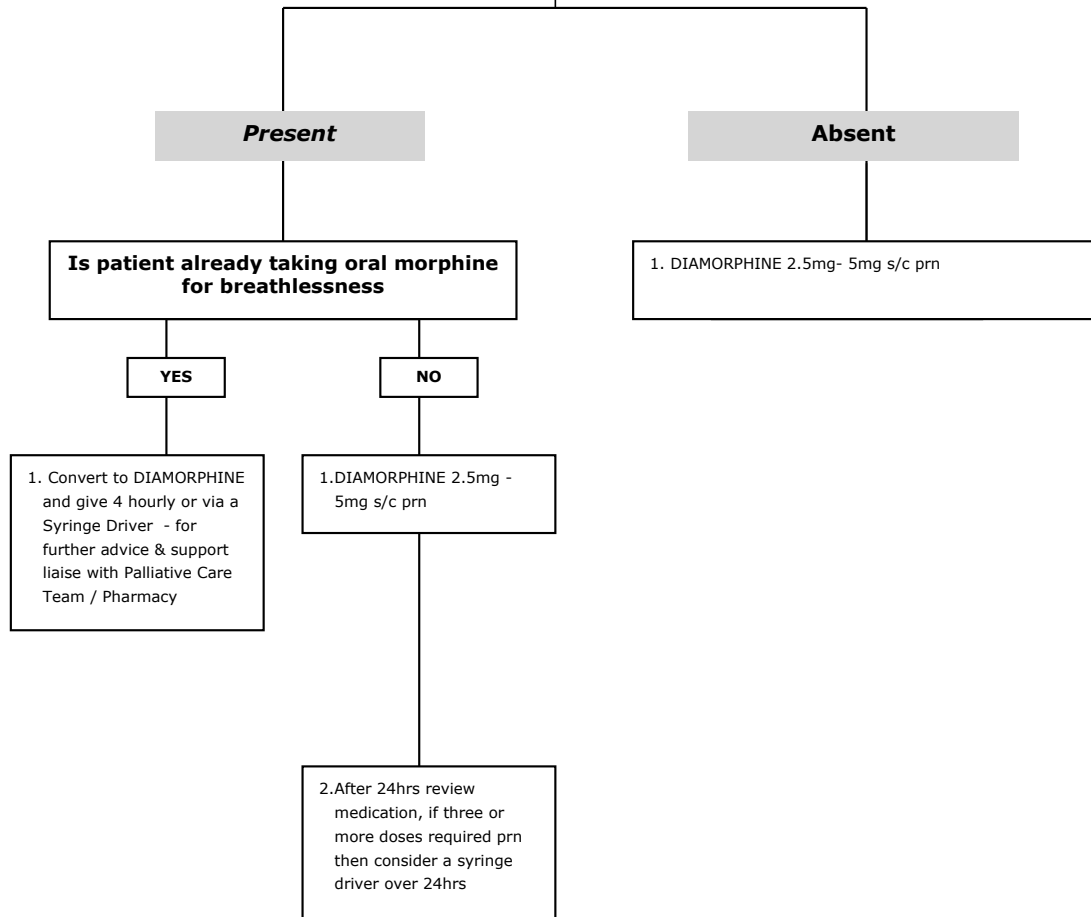 Present
Absent
Is patient already taking oral morphine
for breathlessness
1. DIAMORPHINE 2.5mg- 5mg s/c prn
YES
NO
1. Convert to DIAMORPHINE
and give 4 hourly or via a
Syringe Driver - for
further advice & support
liaise with Palliative Care
Team / Pharmacy
1.DIAMORPHINE 2.5mg -
5mg s/c prn
2.After 24hrs review
medication, if three or
more doses required prn
then consider a syringe
driver over 24hrs